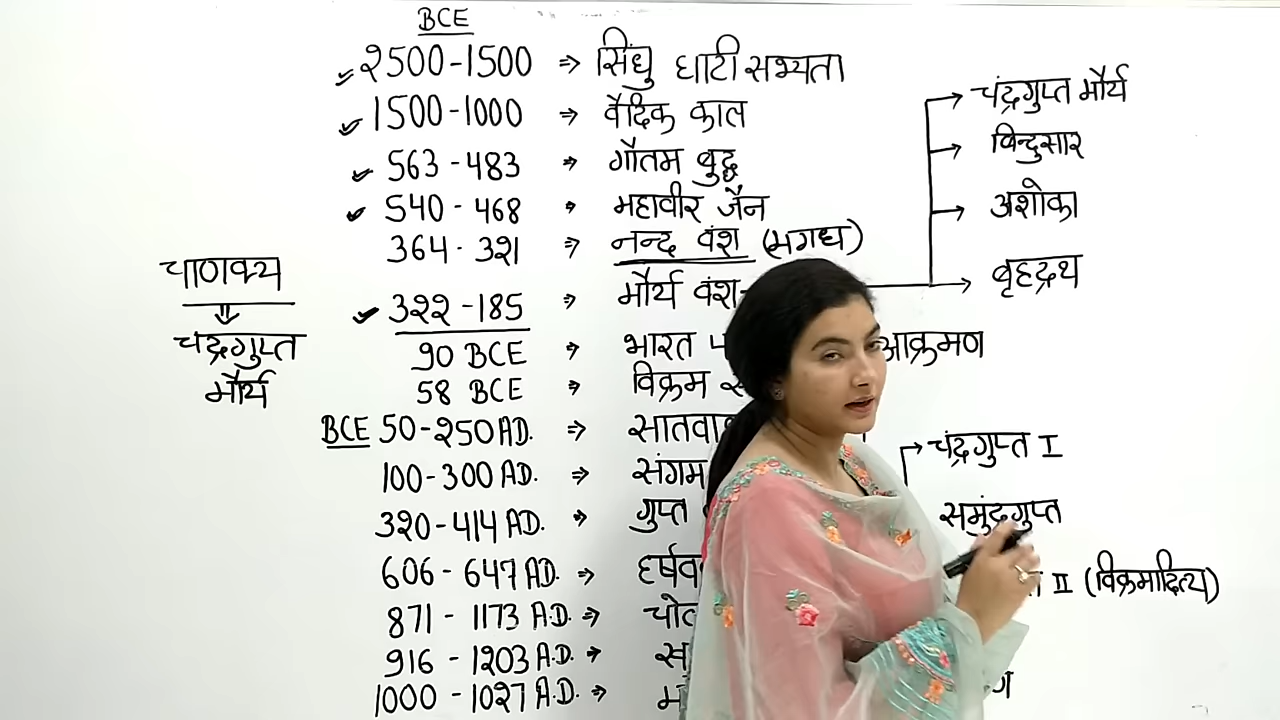 BCE
2500-1500 ⇒ सिंधु घाटी सभ्यता
1500-1000 ⇒ वैदिक काल
563-483 ⇒ गौतम बुद्ध
540-468 ⇒ महावीर जैन
364-321 ⇒ नन्द वंश (मगध)
322-185 ⇒ मौर्य वंश
→ चंद्रगुप्त मौर्य
→ बिन्दुसार
→ अशोका
→ बृहद्रथ
चाणक्य
⇓
चद्रगुप्त
मौर्य
90 BCE ⇒ भारत आक्रमण
58 BCE ⇒ विक्रम
BCE 50-250 AD. ⇒
100-300 AD. ⇒ संगम
320-414 AD. ⇒ गुप्त
→ चंद्रगुप्त I
समुंद्रगुप्त
II (विक्रमादित्य)
606-647 AD. ⇒
871-1173 A.D. ⇒
916-1203 A.D. ⇒
1000-1027 A.D. ⇒